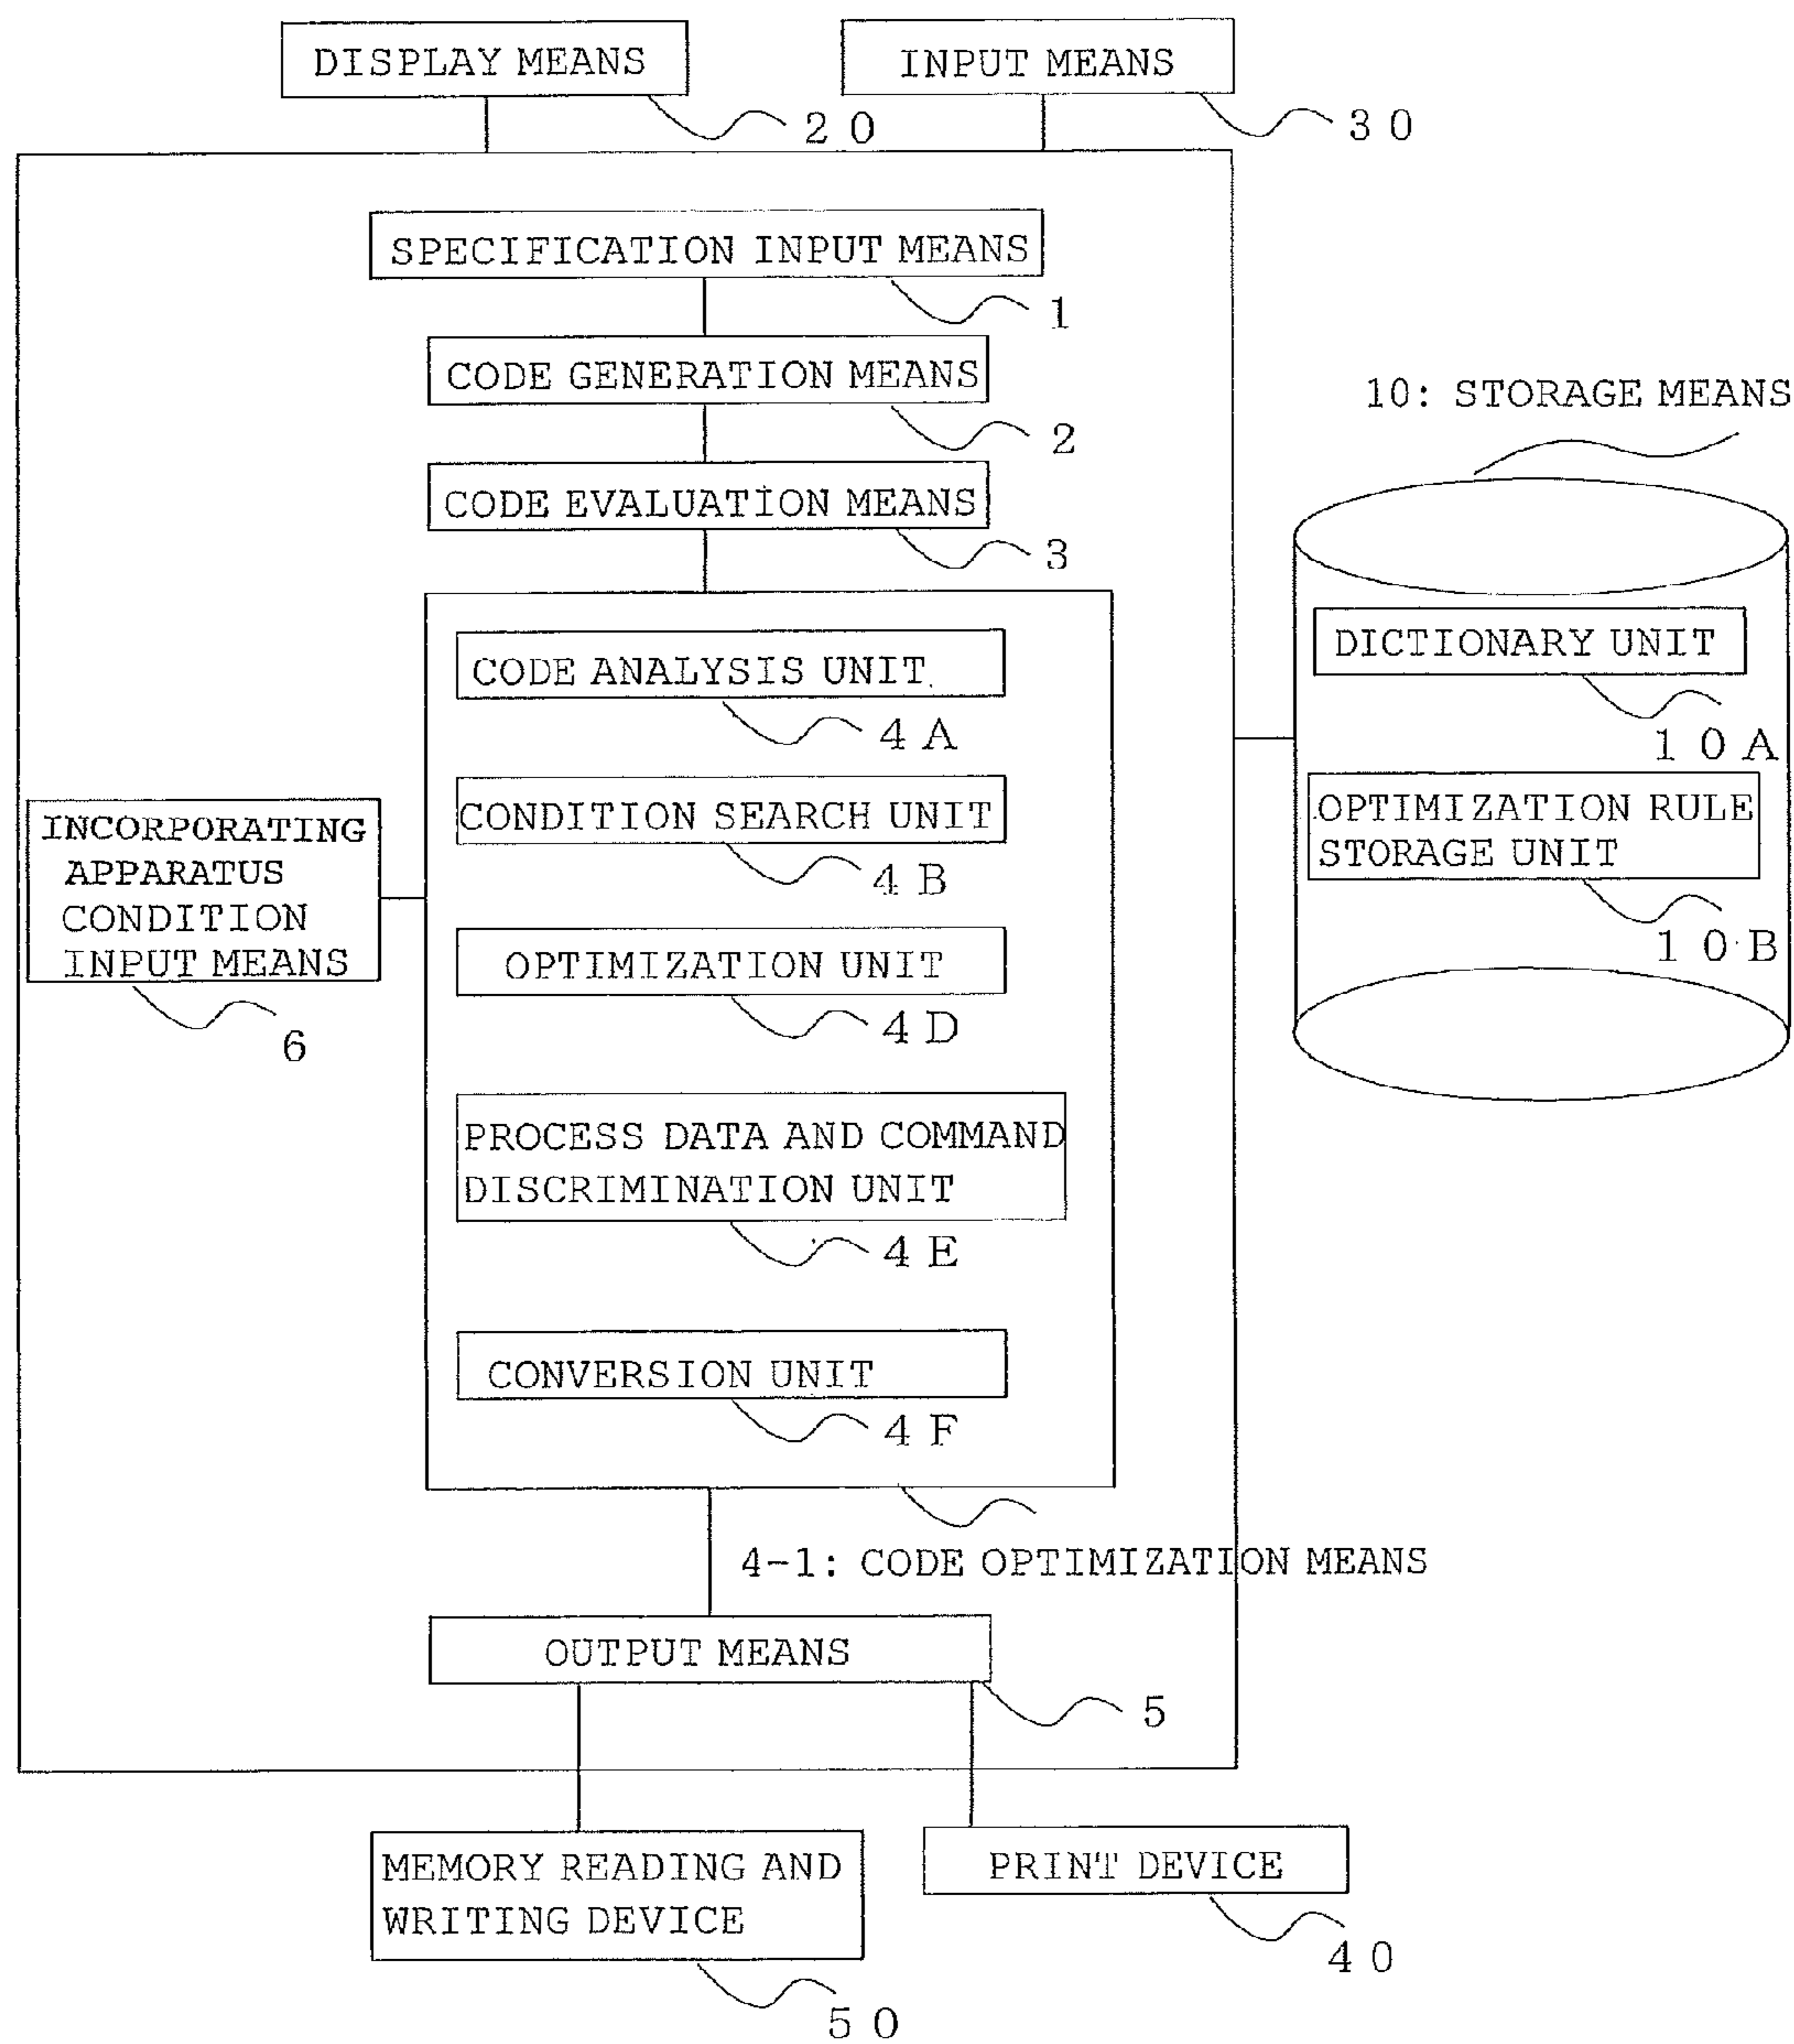 DISPLAY MEANS
20
INPUT MEANS
30
SPECIFICATION INPUT MEANS
1
CODE GENERATION MEANS
2
CODE EVALUATION MEANS
3
CODE ANALYSIS UNIT
4A
CONDITION SEARCH UNIT
4B
OPTIMIZATION UNIT
4D
PROCESS DATA AND COMMAND
DISCRIMINATION UNIT
4E
CONVERSION UNIT
4F
4-1: CODE OPTIMIZATION MEANS
INCORPORATING
APPARATUS
CONDITION
INPUT MEANS
6
10: STORAGE MEANS
DICTIONARY UNIT
10A
OPTIMIZATION RULE
STORAGE UNIT
10B
OUTPUT MEANS
5
MEMORY READING AND
WRITING DEVICE
50
PRINT DEVICE
40